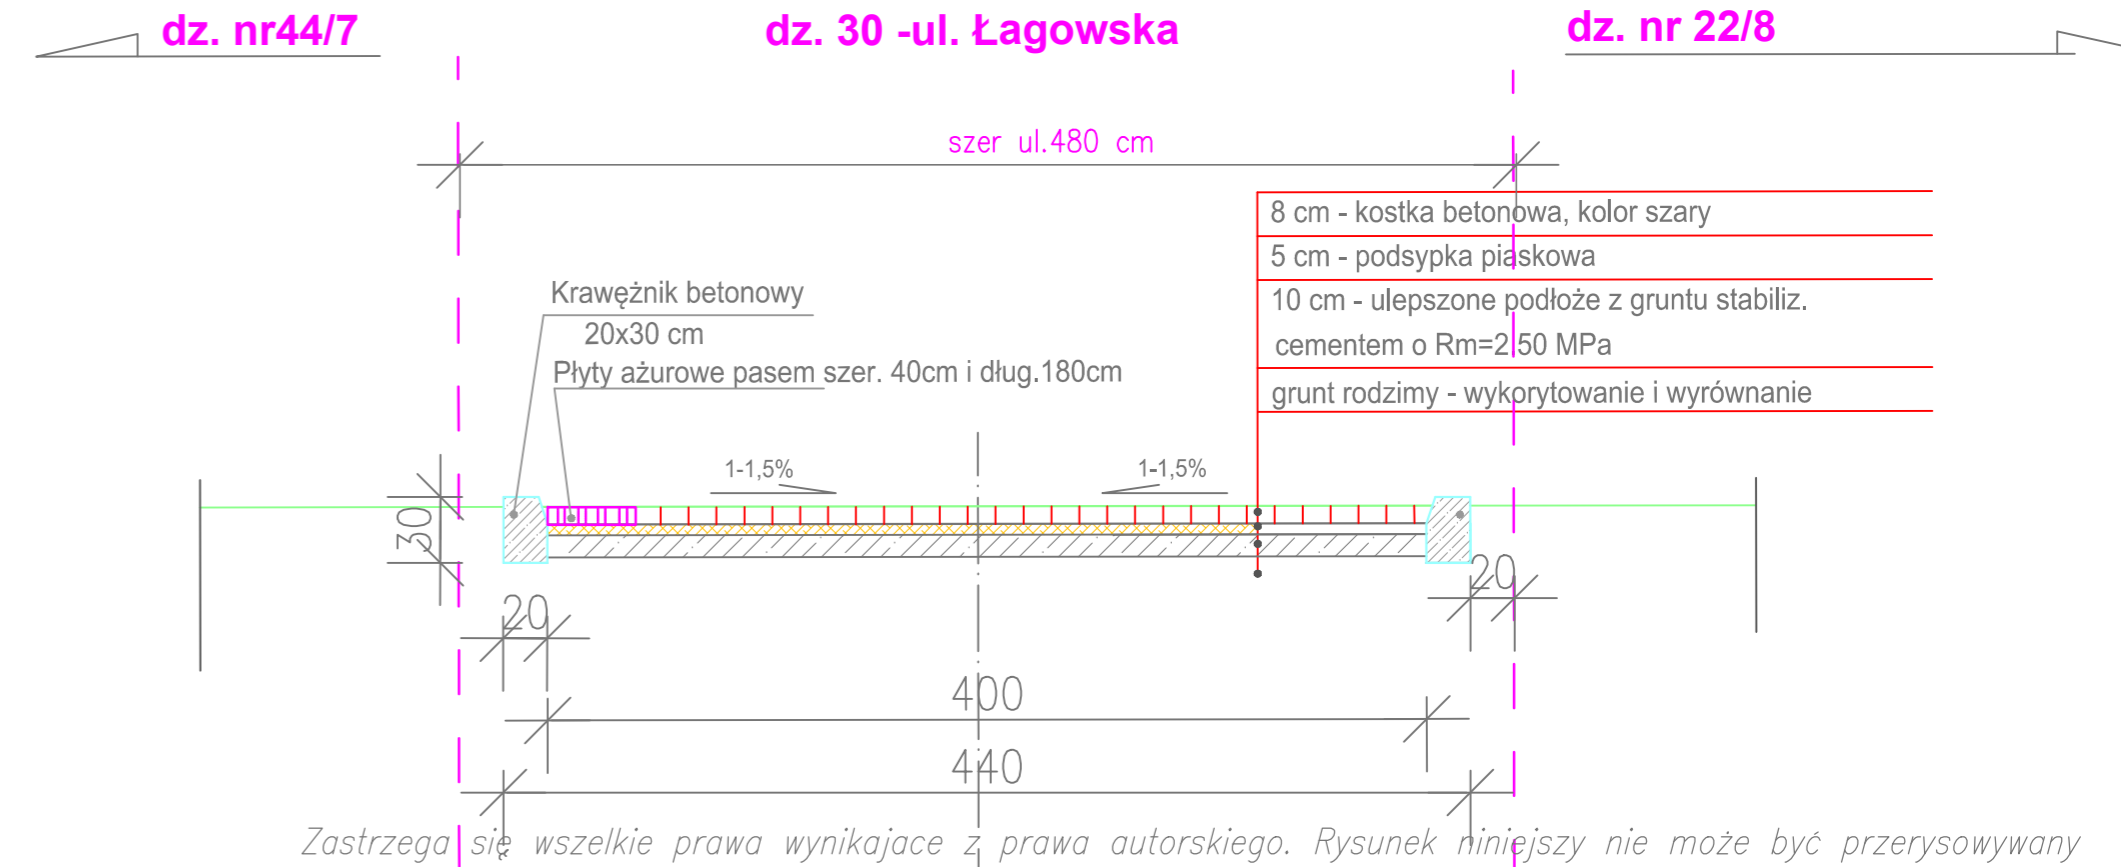 dz. nr44/7
dz. 30 -ul. Łagowska
dz. nr 22/8
szer ul.480 cm
8 cm - kostka betonowa, kolor szary
5 cm - podsypka piaskowa
10 cm - ulepszone podłoże z gruntu stabiliz.
cementem o Rm=2,50 MPa
grunt rodzimy - wykorytowanie i wyrównanie
Krawężnik betonowy
20x30 cm
Płyty ażurowe pasem szer. 40cm i dług.180cm
1-1,5%
1-1,5%
30
20
20
400
440
Zastrzega się wszelkie prawa wynikajace z prawa autorskiego. Rysunek niniejszy nie może być przerysowywany